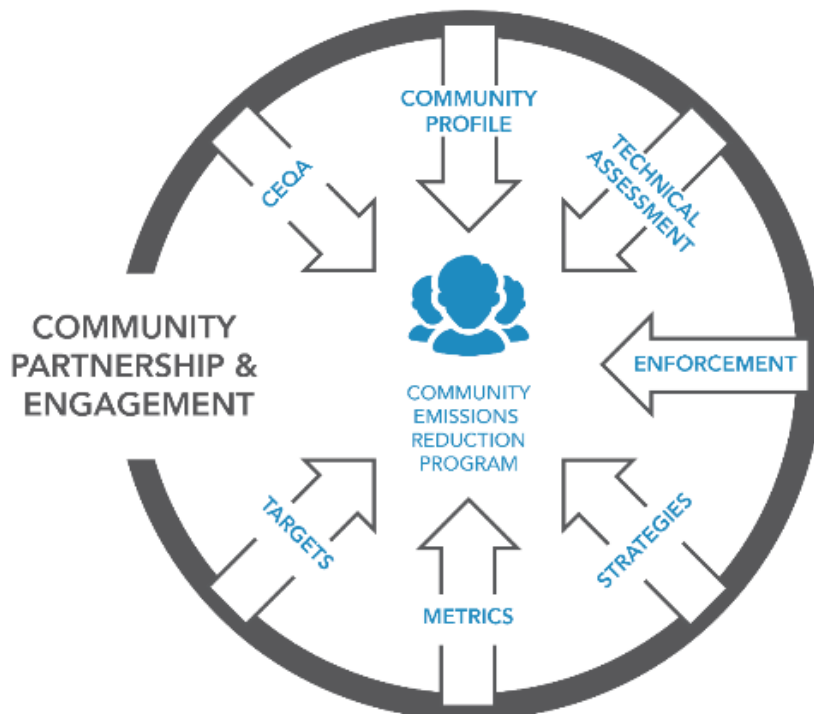 COMMUNITY
PROFILE
TECHNICAL
ASSESSMENT
CEQA
COMMUNITY
PARTNERSHIP &
ENGAGEMENT
ENFORCEMENT
COMMUNITY
EMISSIONS
REDUCTION
PROGRAM
TARGETS
STRATEGIES
METRICS